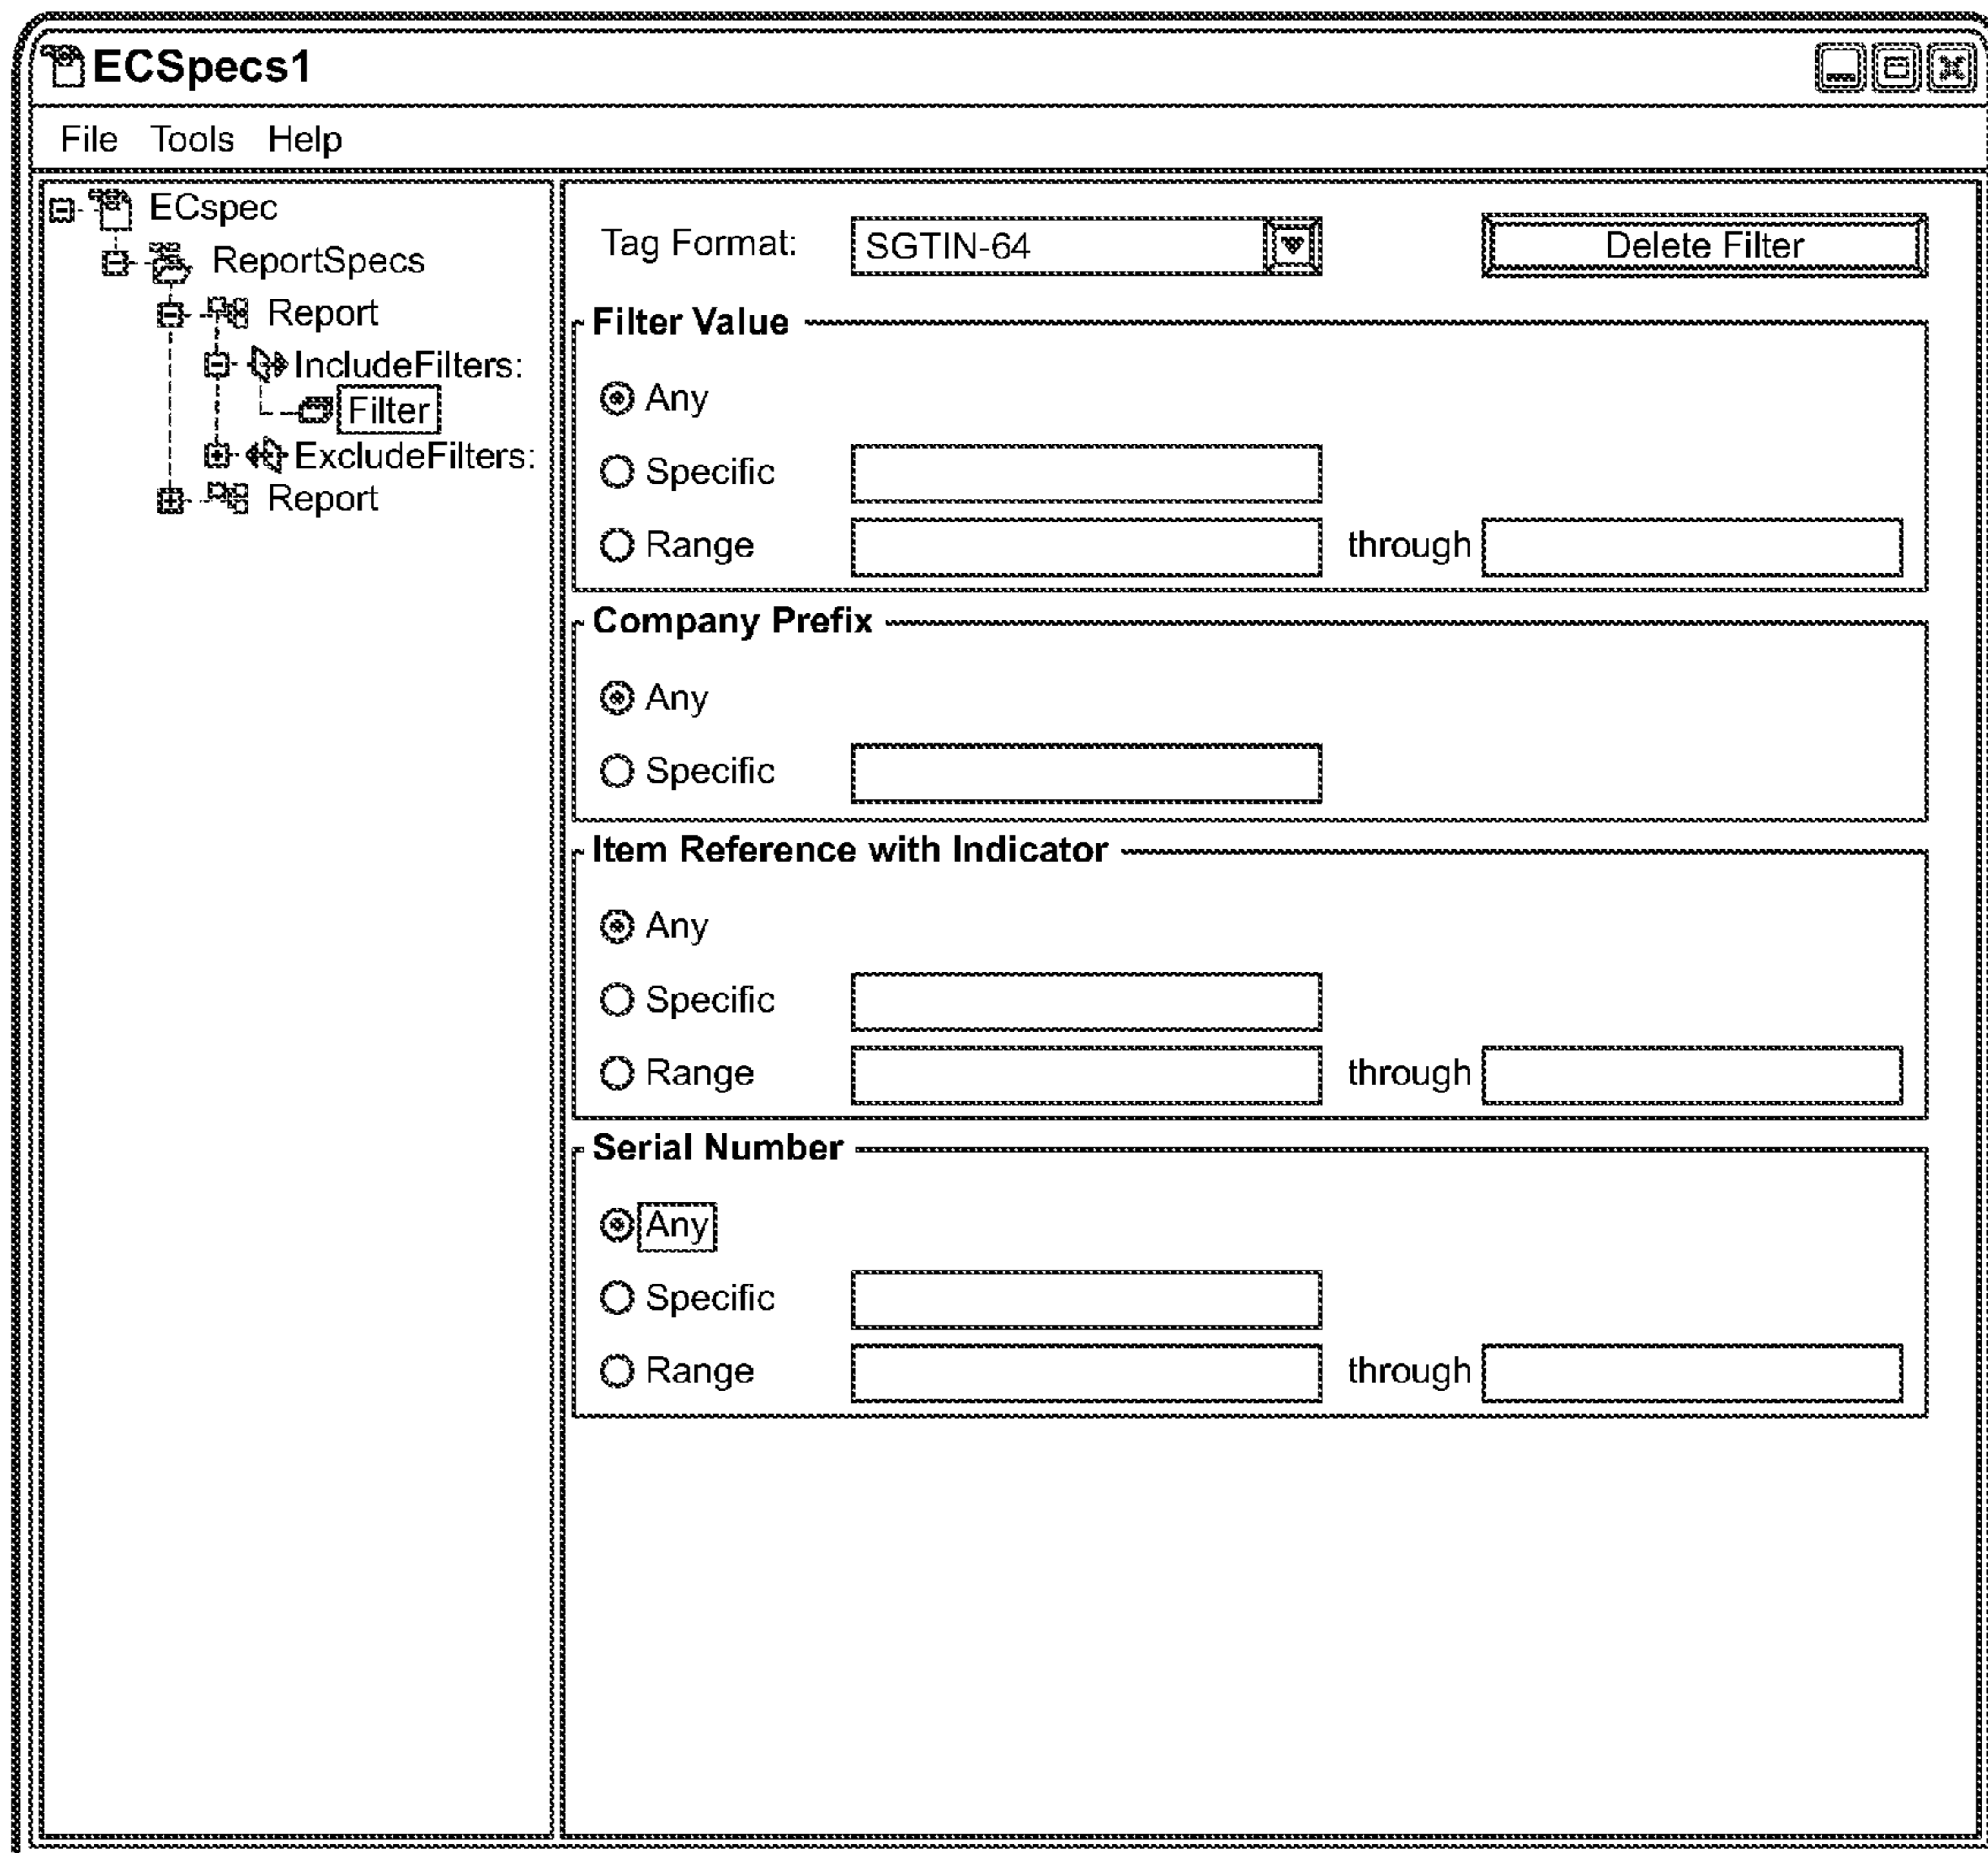 ECSpecs1
File Tools Help
ECspec
ReportSpecs
Report
IncludeFilters:
Filter
ExcludeFilters:
Report
Tag Format: SGTIN-64 Delete Filter
Filter Value
Any
Specific
Range through
Company Prefix
Any
Specific
Item Reference with Indicator
Any
Specific
Range through
Serial Number
Any
Specific
Range through